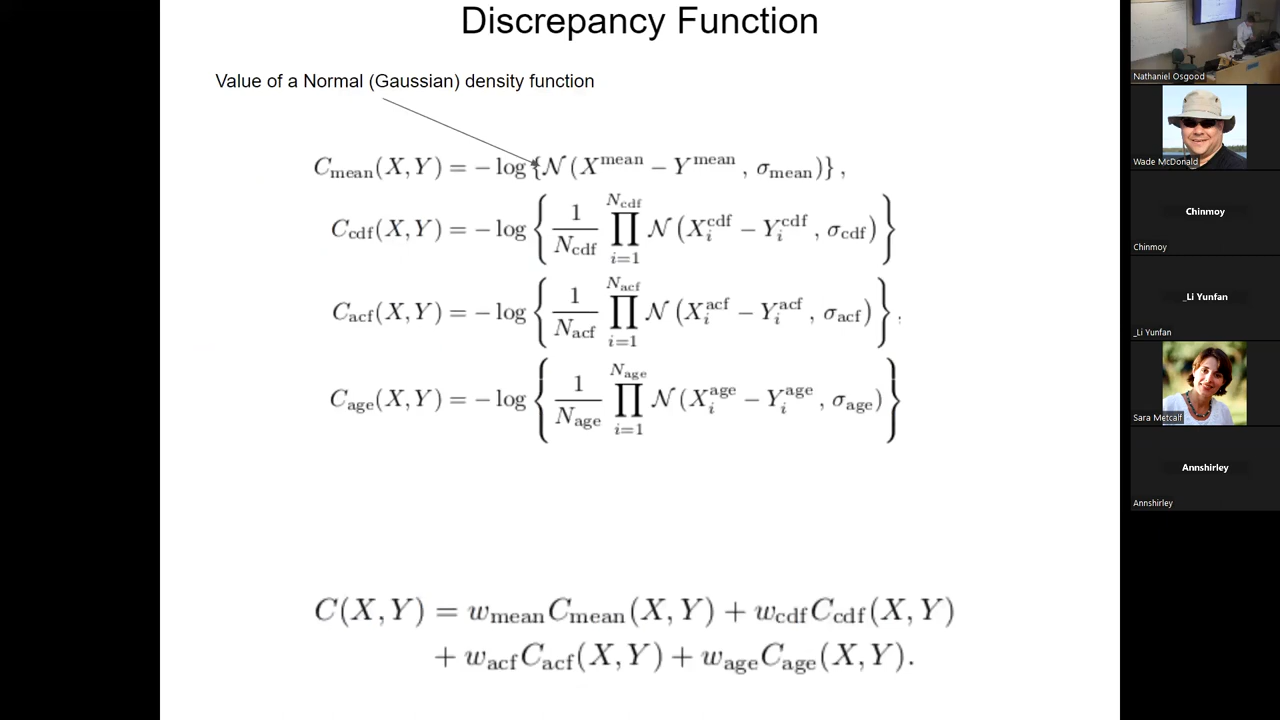 Discrepancy Function
Value of a Normal (Gaussian) density function
C_mean(X, Y) = − log {𝒩 (X^mean − Y^mean , σ_mean)} ,
C_cdf(X, Y) = − log { 1/N_cdf ∏_{i=1}^{N_cdf} 𝒩 (X_i^cdf − Y_i^cdf , σ_cdf) }
C_acf(X, Y) = − log { 1/N_acf ∏_{i=1}^{N_acf} 𝒩 (X_i^acf − Y_i^acf , σ_acf) } .
C_age(X, Y) = − log { 1/N_age ∏_{i=1}^{N_age} 𝒩 (X_i^age − Y_i^age , σ_age) }
C(X, Y) = w_mean C_mean(X, Y) + w_cdf C_cdf(X, Y)
+ w_acf C_acf(X, Y) + w_age C_age(X, Y).
Nathaniel Osgood
Wade McDonald
Chinmoy
Chinmoy
_Li Yunfan
_Li Yunfan
Sara Metcalf
Annshirley
Annshirley